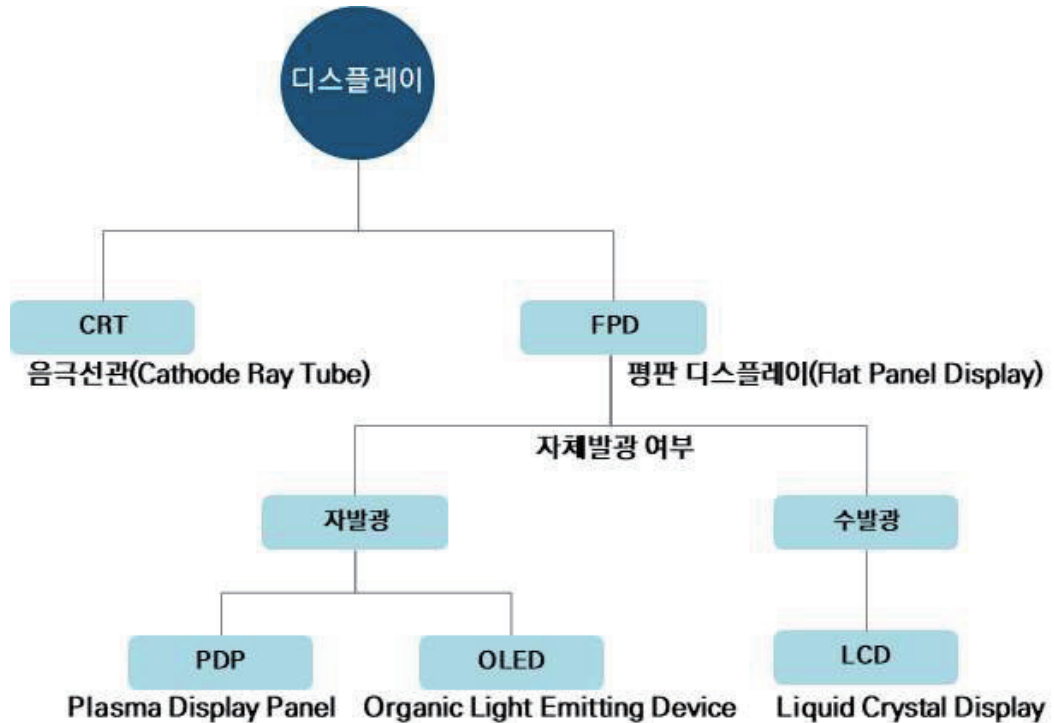 디스플레이
CRT
음극선관(Cathode Ray Tube)
FPD
평판 디스플레이(Flat Panel Display)
자체발광 여부
자발광
수발광
PDP
Plasma Display Panel
OLED
Organic Light Emitting Device
LCD
Liquid Crystal Display